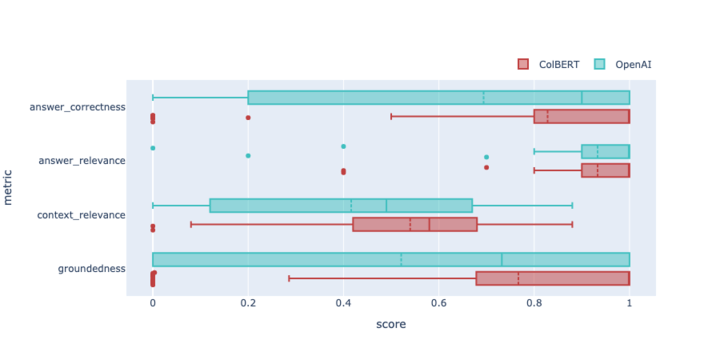 ColBERT OpenAI
answer_correctness
answer_relevance
context_relevance
groundedness
metric
0 0.2 0.4 0.6 0.8 1
score